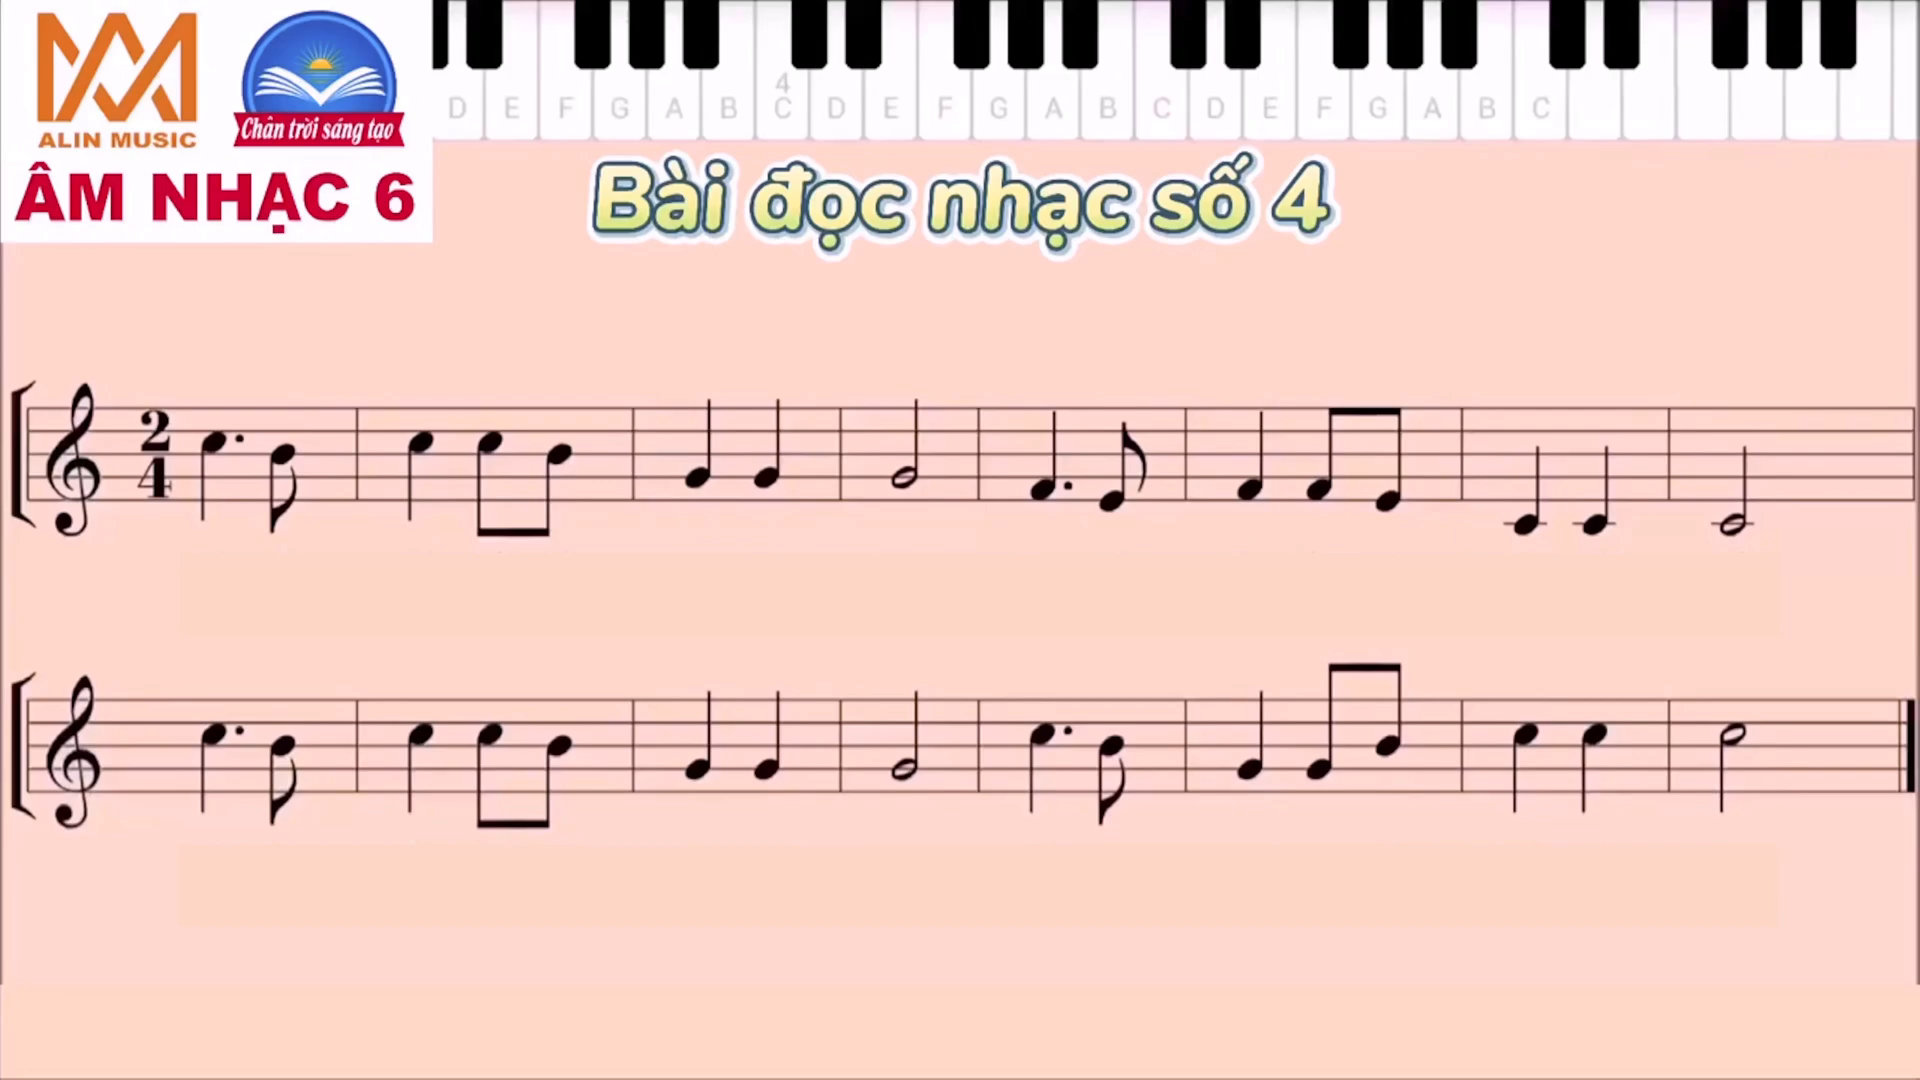 ALIN MUSIC
Chân trời sáng tạo
ÂM NHẠC 6
4
D E F G A B C D E F G A B C D E F G A B C
Bài đọc nhạc số 4
2
4